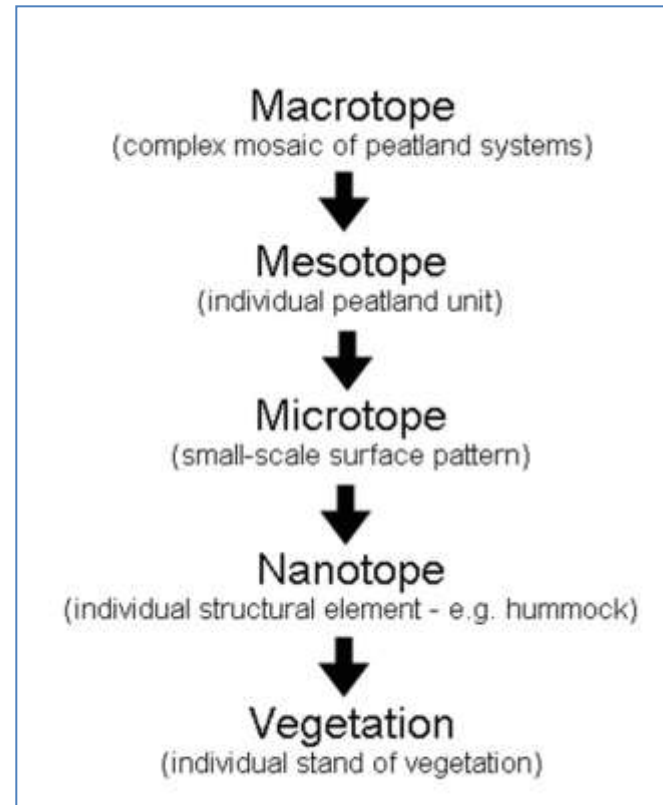 Macrotope
(complex mosaic of peatland systems)
Mesotope
(individual peatland unit)
Microtope
(small-scale surface pattern)
Nanotope
(individual structural element - e.g. hummock)
Vegetation
(individual stand of vegetation)